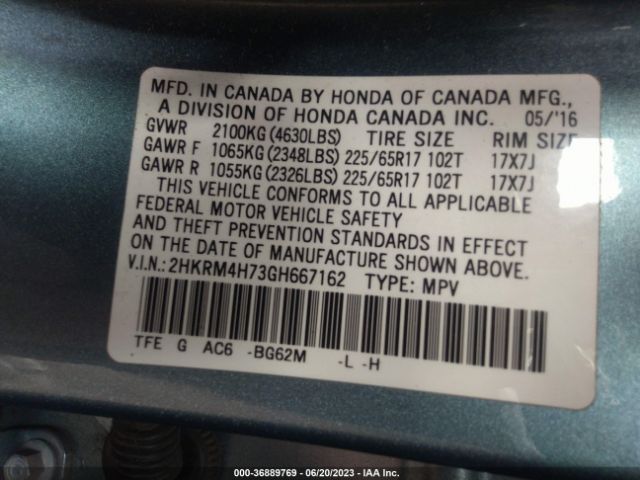 MFD. IN CANADA BY HONDA OF CANADA MFG.,
A DIVISION OF HONDA CANADA INC. 05/'16
GVWR 2100KG(4630LBS) TIRE SIZE RIM SIZE
GAWR F 1065KG(2348LBS) 225/65R17 102T 17X7J
GAWR R 1055KG(2326LBS) 225/65R17 102T 17X7J
THIS VEHICLE CONFORMS TO ALL APPLICABLE
FEDERAL MOTOR VEHICLE SAFETY
AND THEFT PREVENTION STANDARDS IN EFFECT
ON THE DATE OF MANUFACTURE SHOWN ABOVE.
V.I.N.:2HKRM4H73GH667162 TYPE: MPV
TFE G AC6 -BG62M -L -H
000-36889769 - 06/20/2023 - IAA Inc.